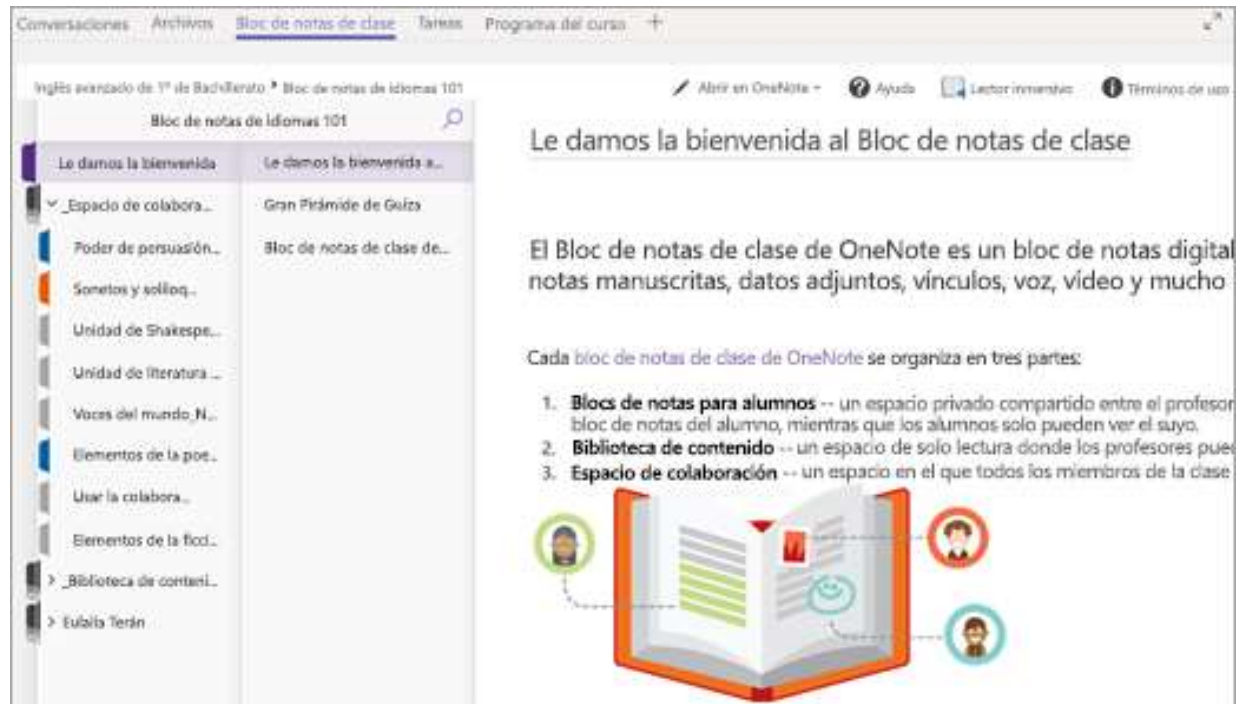 Conversaciones Archivos Bloc de notas de clase Tareas Programa del curso +
Inglés avanzado de 1º de Bachillerato Bloc de notas de idiomas 101
Abrir en OneNote Ayuda Lector inmersivo Términos de uso
Bloc de notas de idiomas 101
Le damos la bienvenida
_Espacio de colabora...
Poder de persuasión...
Sonetos y soliloq...
Unidad de Shakespe...
Unidad de literatura ...
Voces del mundo_N...
Elementos de la poe...
Usar la colabora...
Elementos de la ficci...
_Biblioteca de conteni...
Eulalia Terán
Le damos la bienvenida a...
Gran Pirámide de Guiza
Bloc de notas de clase de...
Le damos la bienvenida al Bloc de notas de clase
El Bloc de notas de clase de OneNote es un bloc de notas digital
notas manuscritas, datos adjuntos, vínculos, voz, vídeo y mucho
Cada bloc de notas de clase de OneNote se organiza en tres partes:
1. Blocs de notas para alumnos -- un espacio privado compartido entre el profesor
bloc de notas del alumno, mientras que los alumnos solo pueden ver el suyo.
2. Biblioteca de contenido -- un espacio de solo lectura donde los profesores pue
3. Espacio de colaboración -- un espacio en el que todos los miembros de la clase